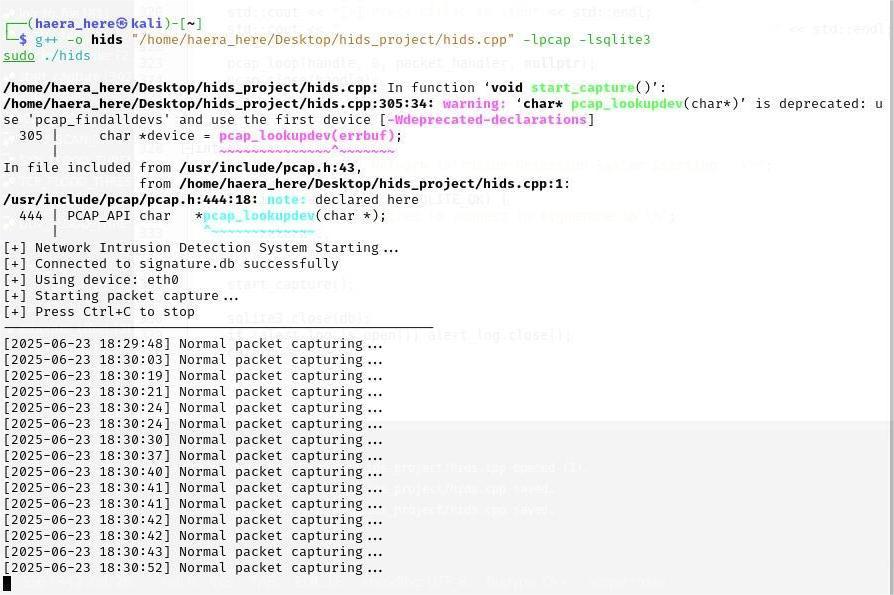 ┌──(haera_here㉿kali)-[~]
└─$ g++ -o hids "/home/haera_here/Desktop/hids_project/hids.cpp" -lpcap -lsqlite3
sudo ./hids
/home/haera_here/Desktop/hids_project/hids.cpp: In function ‘void start_capture()’:
/home/haera_here/Desktop/hids_project/hids.cpp:305:34: warning: ‘char* pcap_lookupdev(char*)’ is deprecated: u
se 'pcap_findalldevs' and use the first device [-Wdeprecated-declarations]
305 |     char *device = pcap_lookupdev(errbuf);
|                    ~~~~~~~~~~~~~~^~~~~~~~
In file included from /usr/include/pcap.h:43,
from /home/haera_here/Desktop/hids_project/hids.cpp:1:
/usr/include/pcap/pcap.h:444:18: note: declared here
444 | PCAP_API char   *pcap_lookupdev(char *);
|                  ^~~~~~~~~~~~~~
[+] Network Intrusion Detection System Starting...
[+] Connected to signature.db successfully
[+] Using device: eth0
[+] Starting packet capture...
[+] Press Ctrl+C to stop
[2025-06-23 18:29:48] Normal packet capturing...
[2025-06-23 18:30:03] Normal packet capturing...
[2025-06-23 18:30:19] Normal packet capturing...
[2025-06-23 18:30:21] Normal packet capturing...
[2025-06-23 18:30:24] Normal packet capturing...
[2025-06-23 18:30:24] Normal packet capturing...
[2025-06-23 18:30:30] Normal packet capturing...
[2025-06-23 18:30:37] Normal packet capturing...
[2025-06-23 18:30:40] Normal packet capturing...
[2025-06-23 18:30:41] Normal packet capturing...
[2025-06-23 18:30:41] Normal packet capturing...
[2025-06-23 18:30:42] Normal packet capturing...
[2025-06-23 18:30:42] Normal packet capturing...
[2025-06-23 18:30:43] Normal packet capturing...
[2025-06-23 18:30:52] Normal packet capturing...